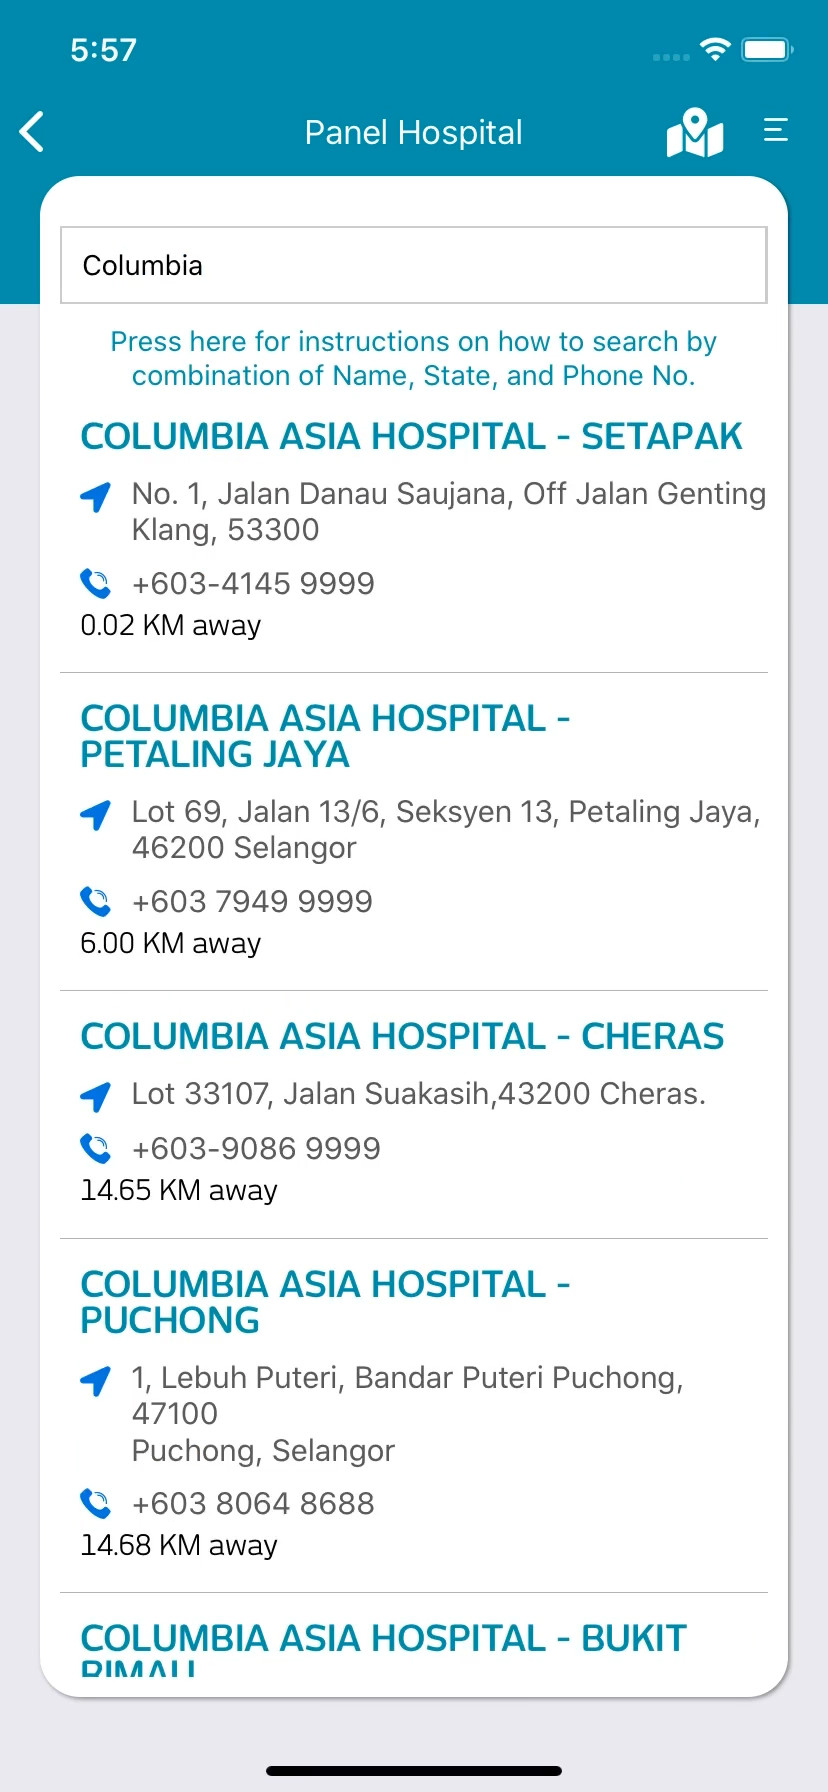 5:57
Panel Hospital
Columbia
Press here for instructions on how to search by
combination of Name, State, and Phone No.
COLUMBIA ASIA HOSPITAL - SETAPAK
No. 1, Jalan Danau Saujana, Off Jalan Genting
Klang, 53300
+603-4145 9999
0.02 KM away
COLUMBIA ASIA HOSPITAL -
PETALING JAYA
Lot 69, Jalan 13/6, Seksyen 13, Petaling Jaya,
46200 Selangor
+603 7949 9999
6.00 KM away
COLUMBIA ASIA HOSPITAL - CHERAS
Lot 33107, Jalan Suakasih,43200 Cheras.
+603-9086 9999
14.65 KM away
COLUMBIA ASIA HOSPITAL -
PUCHONG
1, Lebuh Puteri, Bandar Puteri Puchong,
47100
Puchong, Selangor
+603 8064 8688
14.68 KM away
COLUMBIA ASIA HOSPITAL - BUKIT